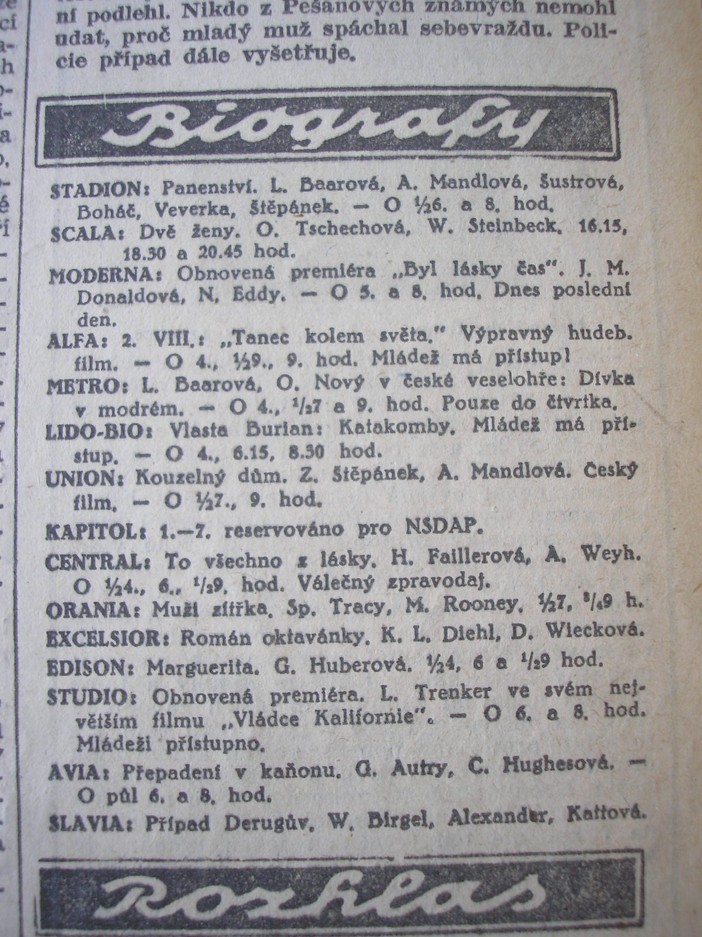 ní podlehl. Nikdo z Pešanových známých nemohl
udat, proč mladý muž spáchal sebevraždu. Poli-
cie případ dále vyšetřuje.
Biografy
STADION: Panenství. L. Baarová, A. Mandlová, Šustrová,
Boháč, Veverka, Štěpánek. — O ½6. a 8. hod.
SCALA: Dvě ženy. O. Tschechová, W. Steinbeck. 16.15,
18.30 a 20.45 hod.
MODERNA: Obnovená premiéra „Byl lásky čas". J. M.
Donaldová, N. Eddy. — O 5. a 8. hod. Dnes poslední
den.
ALFA: 2. VIII.: „Tanec kolem světa." Výpravný hudeb.
film. — O 4., ½9., 9. hod. Mládež má přístup!
METRO: L. Baarová, O. Nový v české veselohře: Dívka
v modrém. — O 4., 1/27 a 9. hod. Pouze do čtvrtka.
LIDO-BIO: Vlasta Burian: Katakomby. Mládež má pří-
stup. — O 4., 6.15, 8.30 hod.
UNION: Kouzelný dům. Z. Štěpánek, A. Mandlová. Český
film. — O ½7., 9. hod.
KAPITOL: 1.—7. reservováno pro NSDAP.
CENTRAL: To všechno z lásky. H. Faillerová, A. Weyh.
O ½4., 6., 1/29. hod. Válečný zpravodaj.
ORANIA: Muži zítřka. Sp. Tracy, M. Rooney. ½7, 3/49 h.
EXCELSIOR: Román oktavánky. K. L. Diehl, D. Wiecková.
EDISON: Marguerita. G. Huberová. ½4, 6 a 1/29 hod.
STUDIO: Obnovená premiéra. L. Trenker ve svém nej-
větším filmu „Vládce Kalifornie". — O 6. a 8. hod.
Mládeži přístupno.
AVIA: Přepadení v kaňonu. G. Autry, C. Hughesová. —
O půl 6. a 8. hod.
SLAVIA: Případ Derugův. W. Birgel, Alexander, Kattová.
Rozhlas